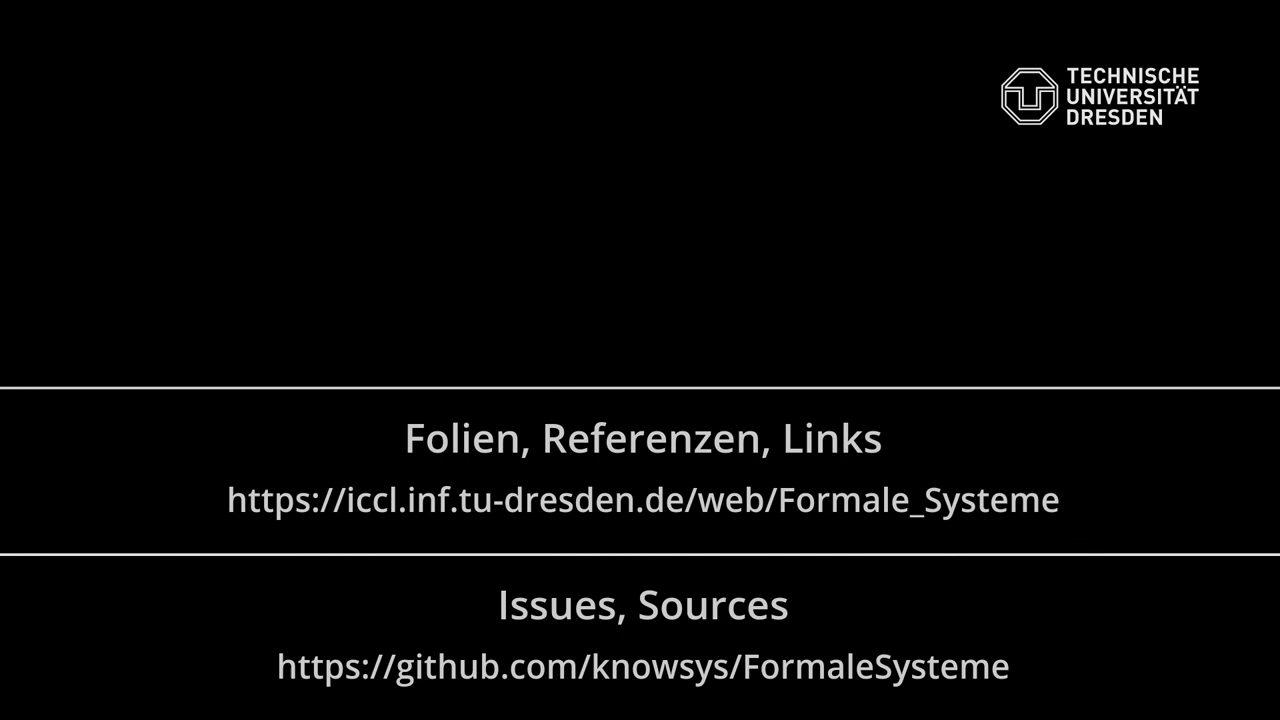 TECHNISCHE
UNIVERSITÄT
DRESDEN
Folien, Referenzen, Links
https://iccl.inf.tu-dresden.de/web/Formale_Systeme
Issues, Sources
https://github.com/knowsys/FormaleSysteme